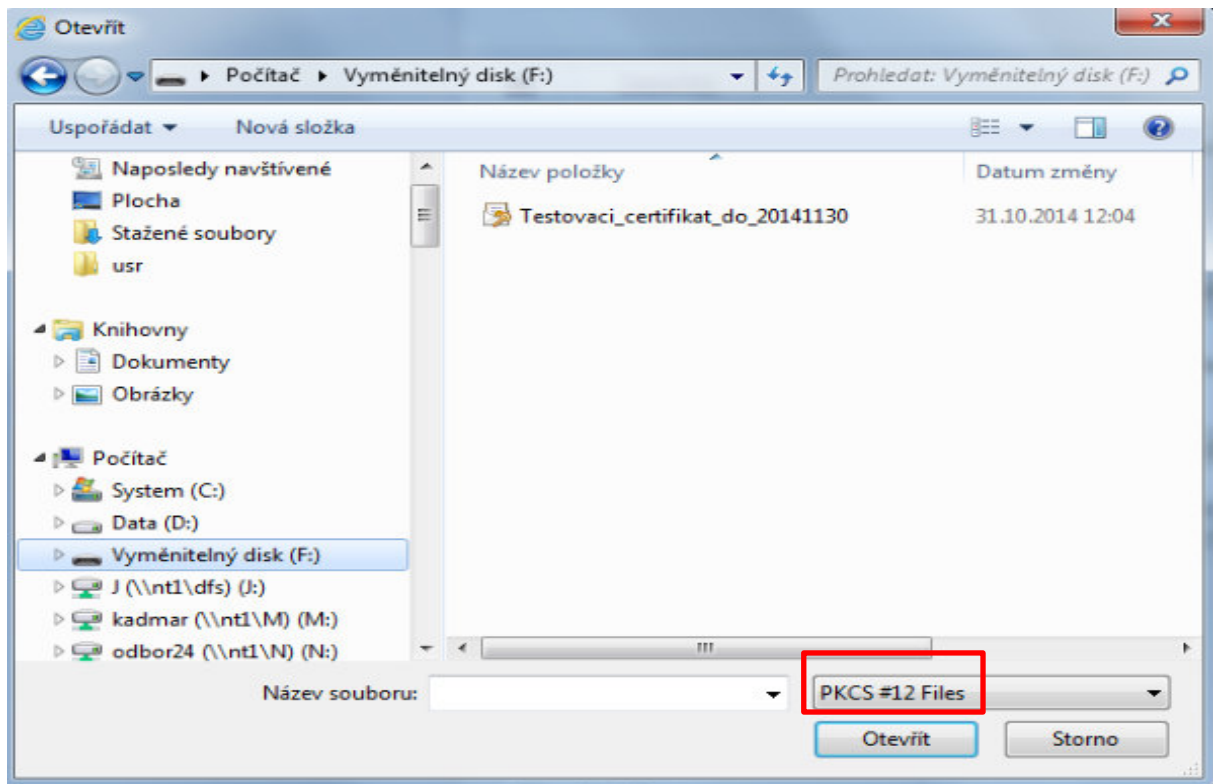 Otevřít
Počítač ▸ Vyměnitelný disk (F:)
Prohledat: Vyměnitelný disk (F:)
Uspořádat
Nová složka
Naposledy navštívené
Plocha
Stažené soubory
usr
Knihovny
Dokumenty
Obrázky
Počítač
System (C:)
Data (D:)
Vyměnitelný disk (F:)
J (\\nt1\dfs) (J:)
kadmar (\\nt1\M) (M:)
odbor24 (\\nt1\N) (N:)
Název položky
Datum změny
Testovaci_certifikat_do_20141130
31.10.2014 12:04
Název souboru:
PKCS #12 Files
Otevřít
Storno